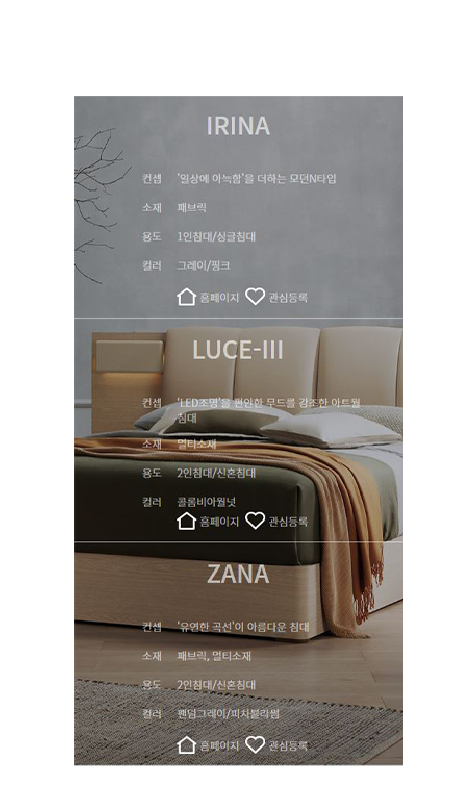 IRINA
컨셉 '일상에 아늑함'을 더하는 모던N타입
소재 패브릭
용도 1인침대/싱글침대
컬러 그레이/핑크
홈페이지 관심등록
LUCE-III
컨셉 'LED조명'을 편안한 무드를 강조한 아트월
침대
소재 멀티소재
용도 2인침대/신혼침대
컬러 콜롬비아월넛
홈페이지 관심등록
ZANA
컨셉 '유연한 곡선'이 아름다운 침대
소재 패브릭, 멀티소재
용도 2인침대/신혼침대
컬러 팬텀그레이/피치블라썸
홈페이지 관심등록